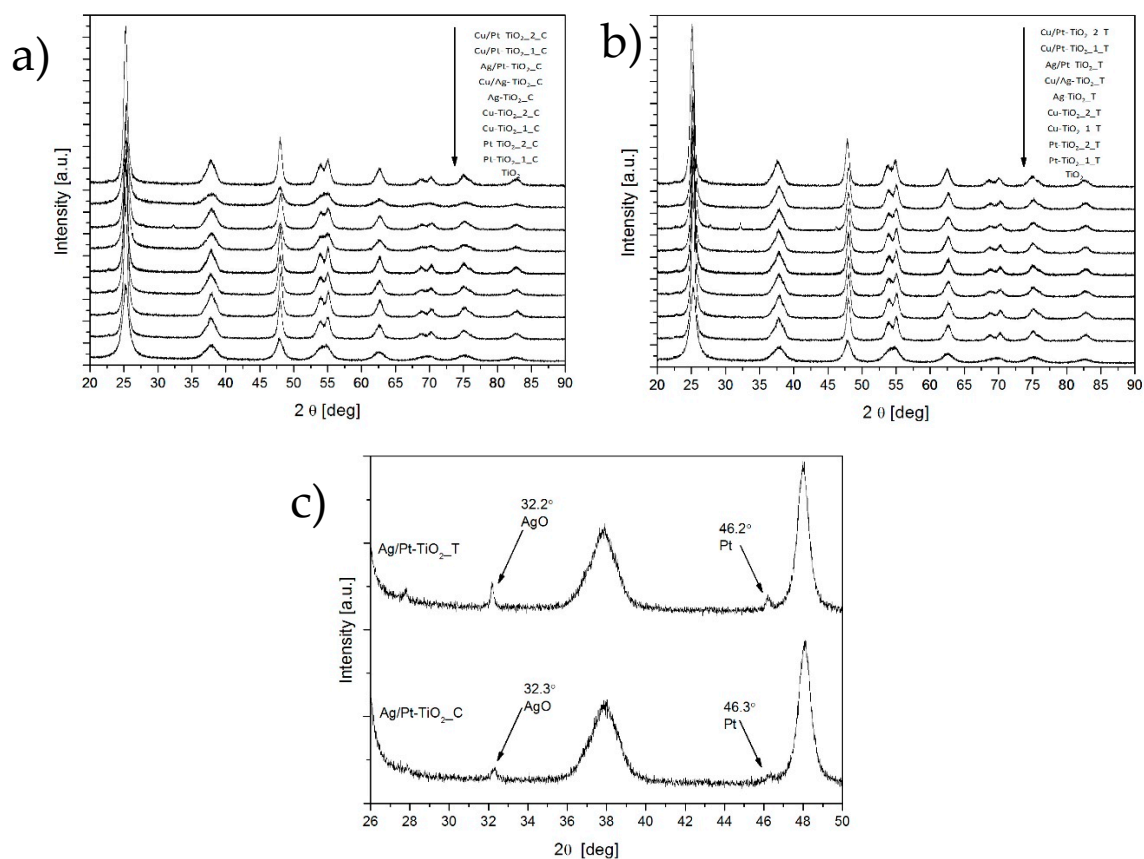 a)
Cu/Pt TiO₂_2_C
Cu/Pt-TiO₂_1_C
Ag/Pt- TiO₂_C
Cu/Ag- TiO₂_C
Ag-TiO₂_C
Cu-TiO₂_2_C
Cu-TiO₂_1_C
Pt TiO₂_2_C
Pt-TiO₂_1_C
TiO₂
Intensity [a.u.]
20 25 30 35 40 45 50 55 60 65 70 75 80 85 90
2 θ [deg]
b)
Cu/Pt-TiO₂ 2 T
Cu/Pt-TiO₂_1_T
Ag/Pt TiO₂_T
Cu/Ag-TiO₂_T
Ag TiO₂_T
Cu-TiO₂_2_T
Cu-TiO₂ 1 T
Pt-TiO₂_2_T
Pt-TiO₂_1_T
TiO₂
Intensity [a.u.]
20 25 30 35 40 45 50 55 60 65 70 75 80 85 90
2 θ [deg]
c)
32.2°
AgO
46.2°
Pt
Ag/Pt-TiO₂_T
32.3°
AgO
46.3°
Pt
Ag/Pt-TiO₂_C
Intensity [a.u.]
26 28 30 32 34 36 38 40 42 44 46 48 50
2θ [deg]